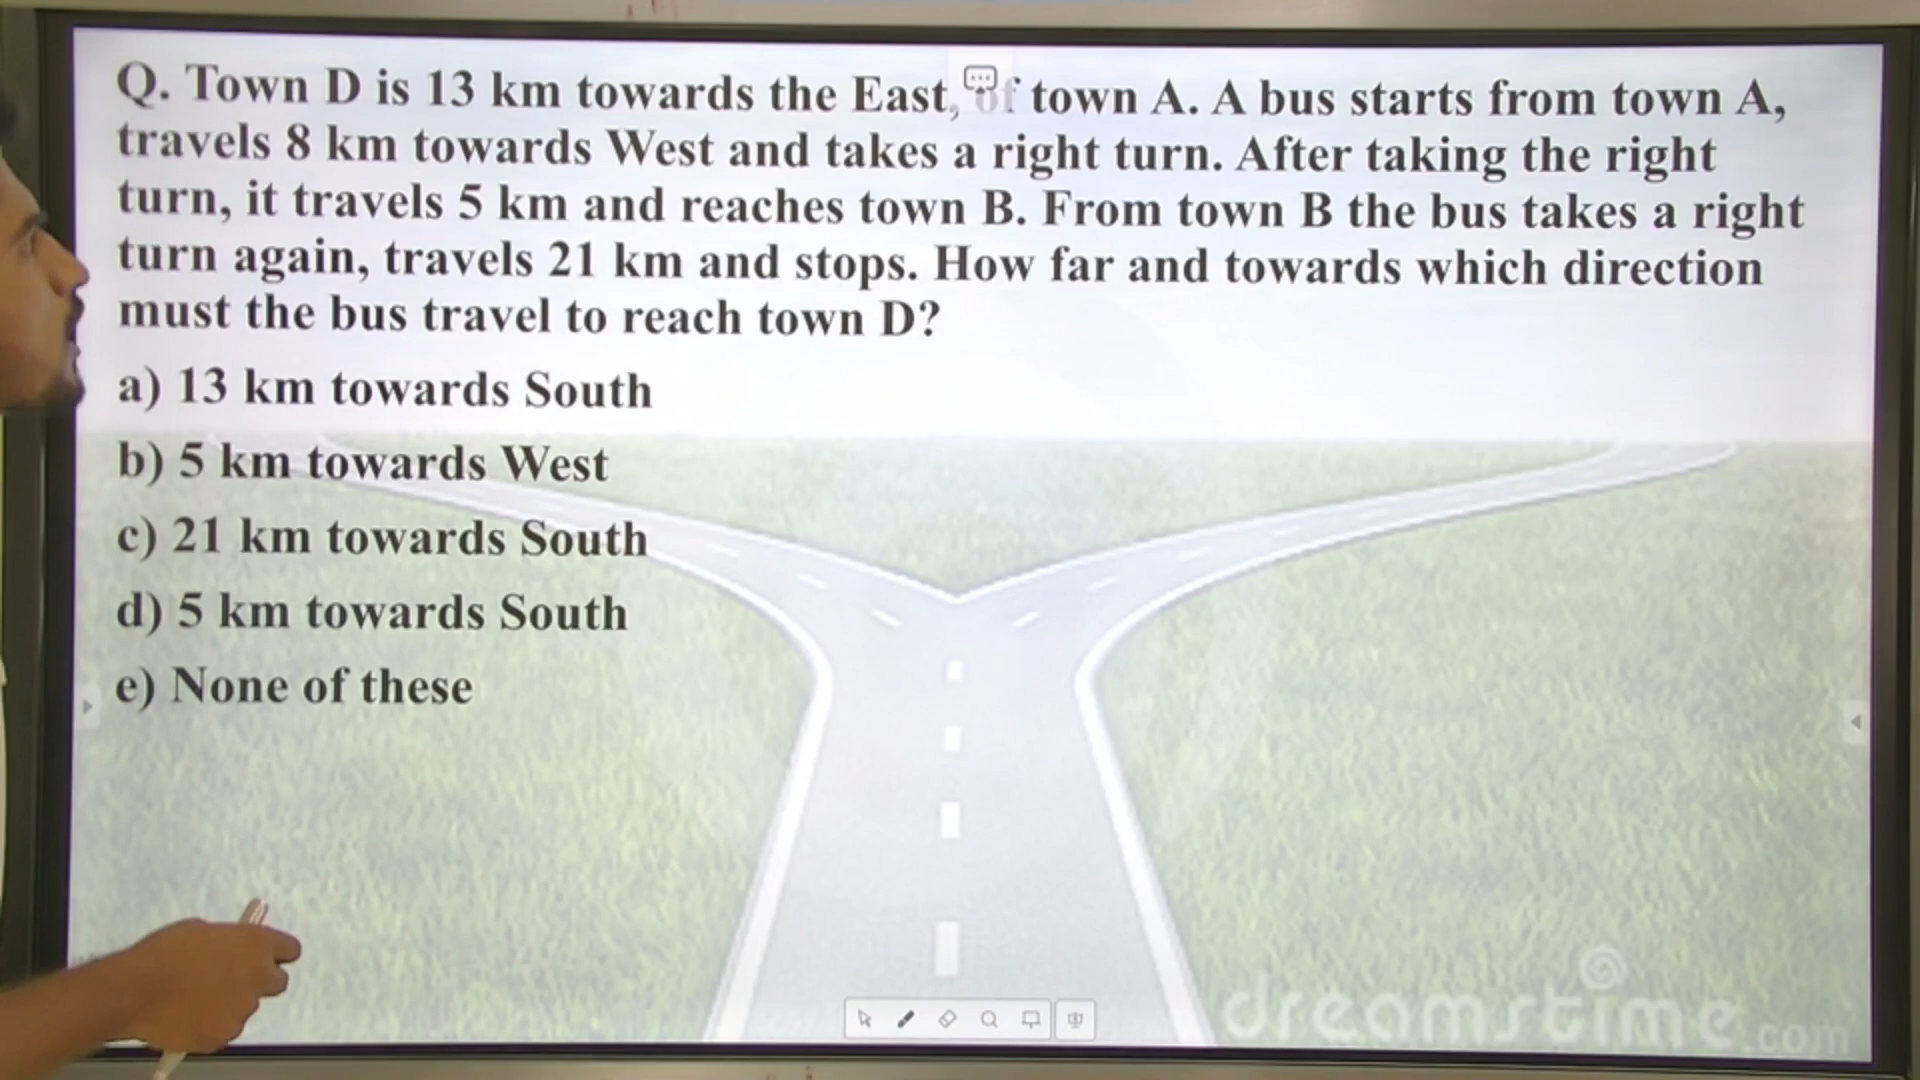 Q. Town D is 13 km towards the East, of town A. A bus starts from town A,
travels 8 km towards West and takes a right turn. After taking the right
turn, it travels 5 km and reaches town B. From town B the bus takes a right
turn again, travels 21 km and stops. How far and towards which direction
must the bus travel to reach town D?
a) 13 km towards South
b) 5 km towards West
c) 21 km towards South
d) 5 km towards South
e) None of these
dreamstime.com